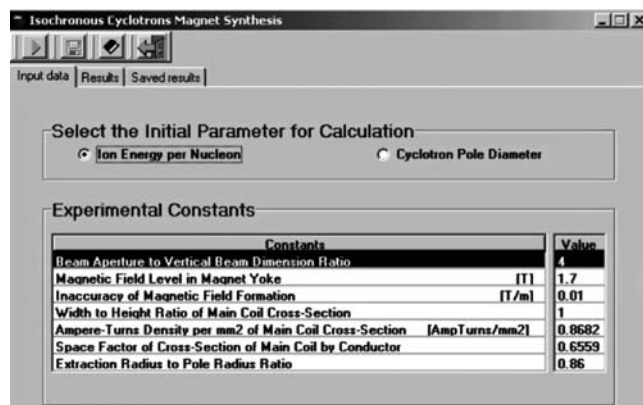 Isochronous Cyclotrons Magnet Synthesis
Input data Results Saved results
Select the Initial Parameter for Calculation
Ion Energy per Nucleon Cyclotron Pole Diameter
Experimental Constants
Constants Value
Beam Aperture to Vertical Beam Dimension Ratio 4
Magnetic Field Level in Magnet Yoke [T] 1.7
Inaccuracy of Magnetic Field Formation [T/m] 0.01
Width to Height Ratio of Main Coil Cross-Section 1
Ampere-Turns Density per mm2 of Main Coil Cross-Section [AmpTurns/mm2] 0.8682
Space Factor of Cross-Section of Main Coil by Conductor 0.6559
Extraction Radius to Pole Radius Ratio 0.86